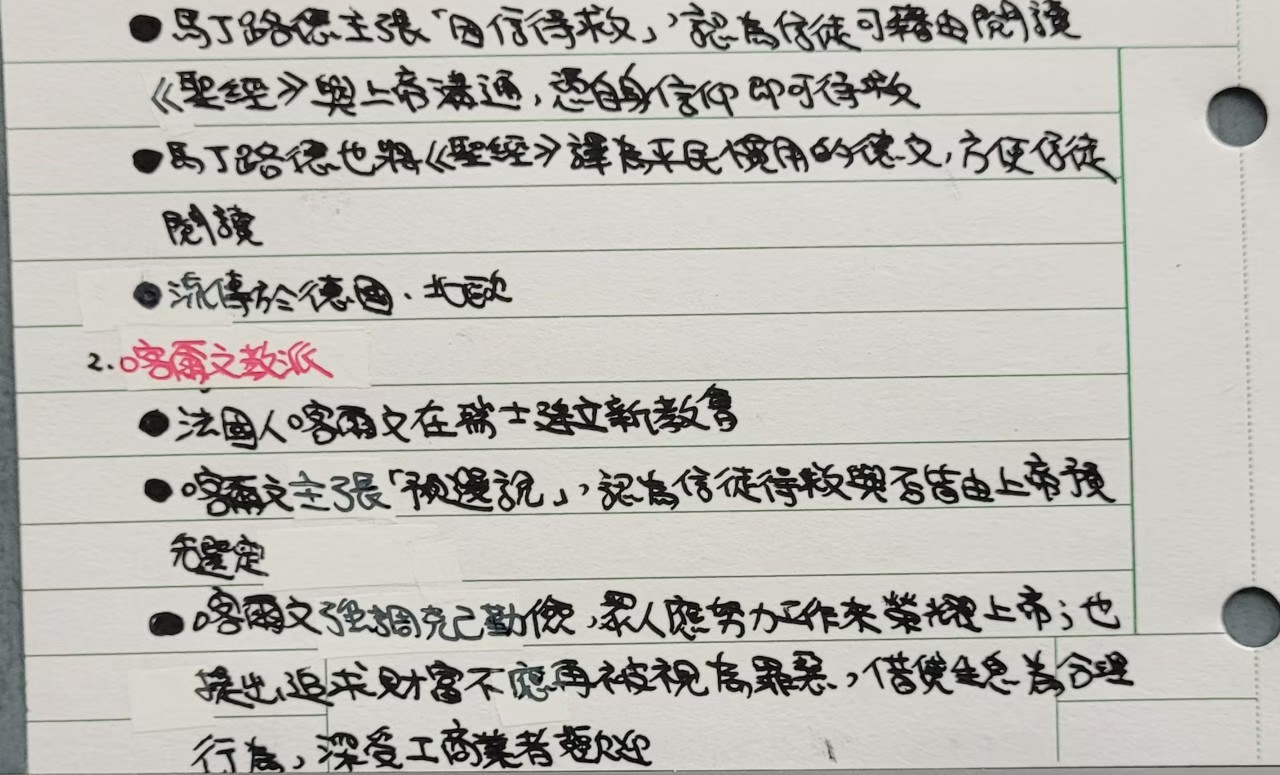 ●馬丁路德主張「因信得救」,認為信徒可藉由閱讀
《聖經》與上帝溝通,憑自身信仰即可得救
●馬丁路德也將《聖經》譯為平民慣用的德文,方便信徒
閱讀
●流傳於德國、北歐
2.喀爾文教派
●法國人喀爾文在瑞士建立新教會
●喀爾文主張「預選說」,認為信徒得救與否皆由上帝預
先選定
●喀爾文強調克己勤儉,眾人應努力工作來榮耀上帝;也
提出追求財富不應再被視為罪惡,借貸生息為合理
行為,深受工商業者歡迎